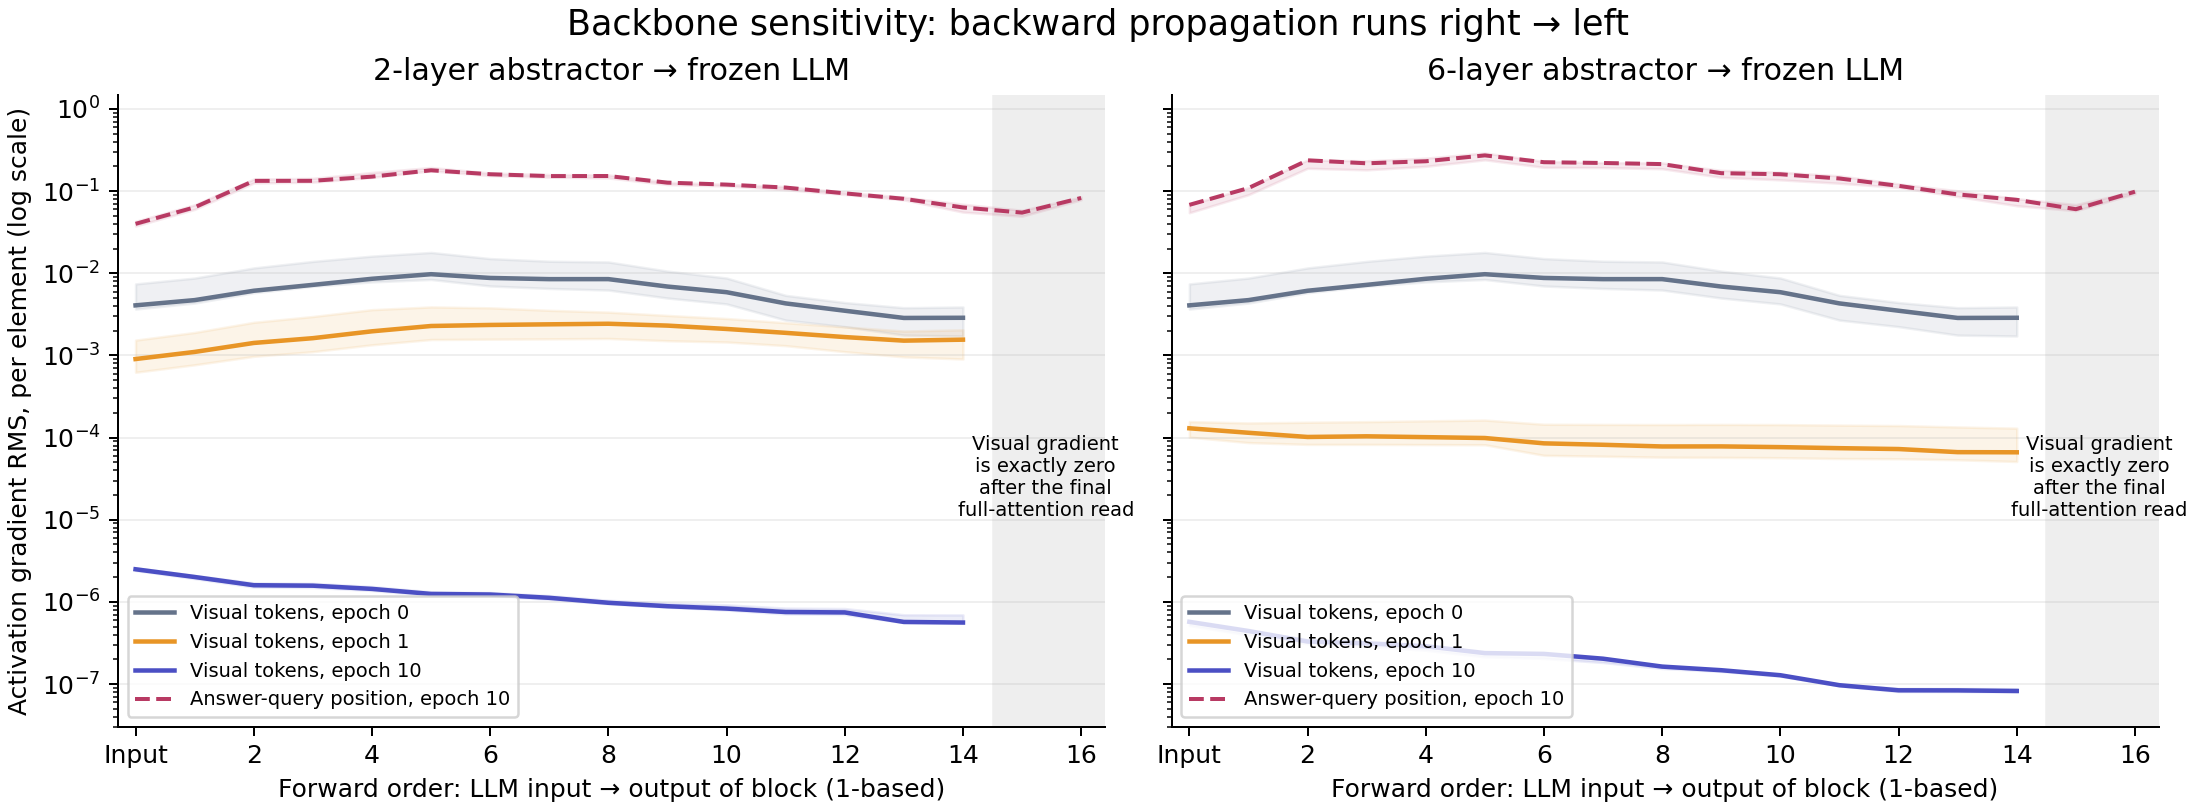 Backbone sensitivity: backward propagation runs right → left
2-layer abstractor → frozen LLM
Activation gradient RMS, per element (log scale)
10⁰
10⁻¹
10⁻²
10⁻³
10⁻⁴
10⁻⁵
10⁻⁶
10⁻⁷
Visual gradient
is exactly zero
after the final
full-attention read
Visual tokens, epoch 0
Visual tokens, epoch 1
Visual tokens, epoch 10
Answer-query position, epoch 10
Input 2 4 6 8 10 12 14 16
Forward order: LLM input → output of block (1-based)
6-layer abstractor → frozen LLM
Visual gradient
is exactly zero
after the final
full-attention read
Visual tokens, epoch 0
Visual tokens, epoch 1
Visual tokens, epoch 10
Answer-query position, epoch 10
Input 2 4 6 8 10 12 14 16
Forward order: LLM input → output of block (1-based)